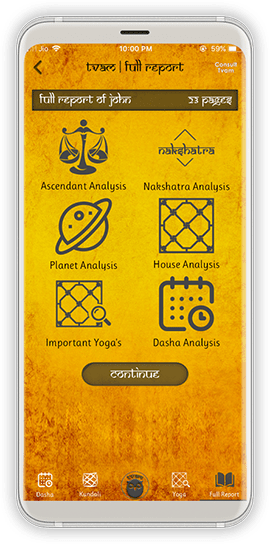 Jio 10:00 PM 59%
tvam | full report
Consult
Tvam
full report of john 23 pages
nakshatra
Ascendant Analysis Nakshatra Analysis
Planet Analysis House Analysis
Important Yoga's Dasha Analysis
continue
Dasha Kundali Yoga Full Report